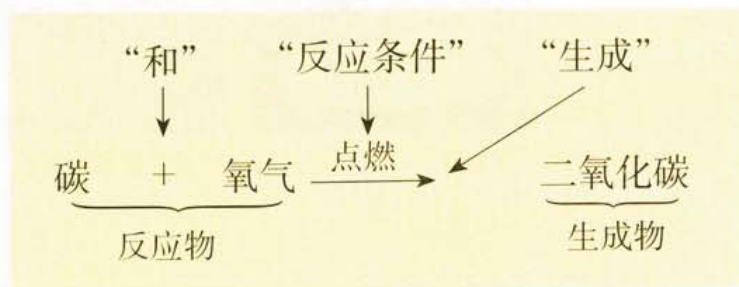 “和” “反应条件” “生成”
点燃
碳 + 氧气 二氧化碳
反应物 生成物